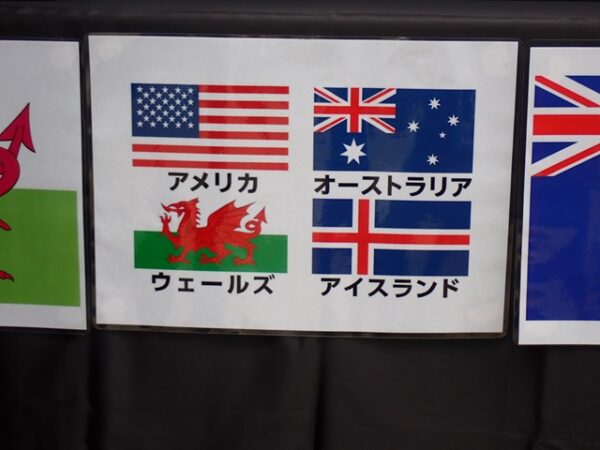 アメリカ
オーストラリア
ウェールズ
アイスランド